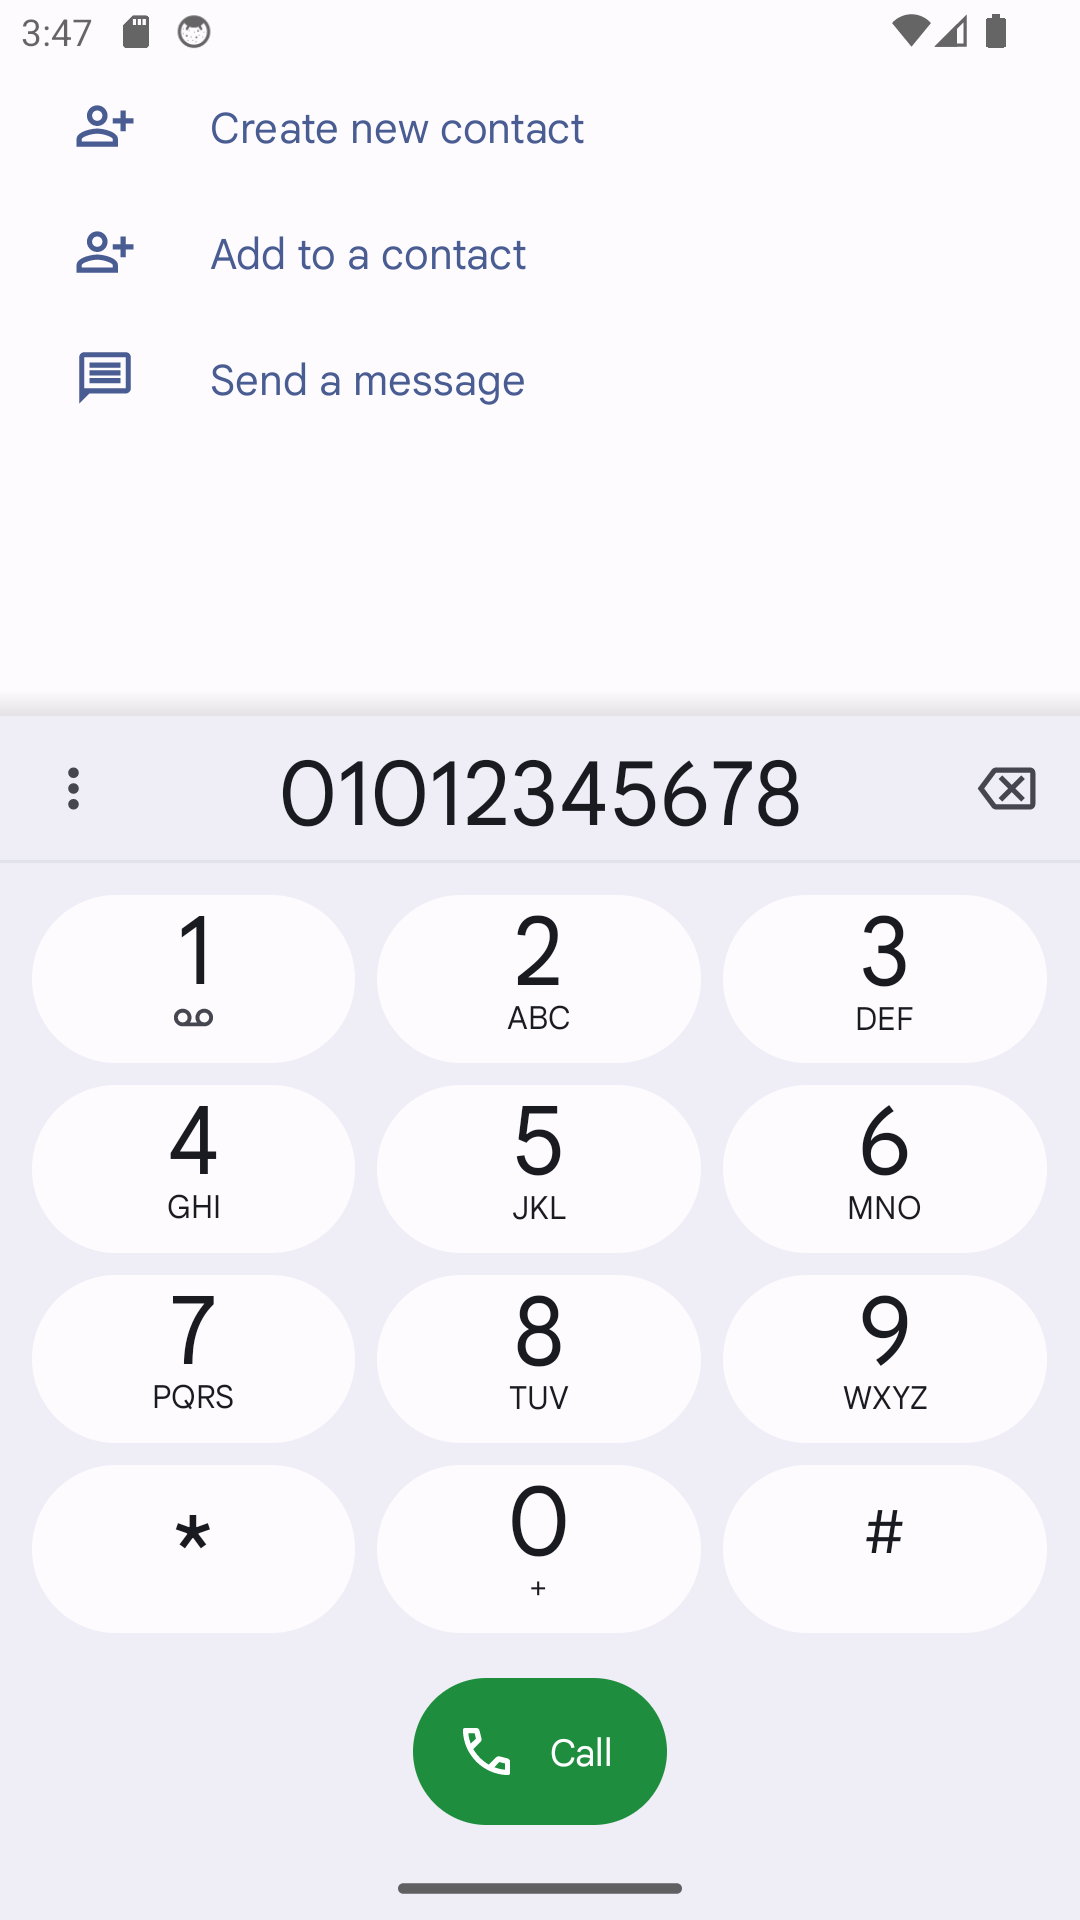 3:47
Create new contact
Add to a contact
Send a message
01012345678
1
2
ABC
3
DEF
4
GHI
5
JKL
6
MNO
7
PQRS
8
TUV
9
WXYZ
*
0
+
#
Call